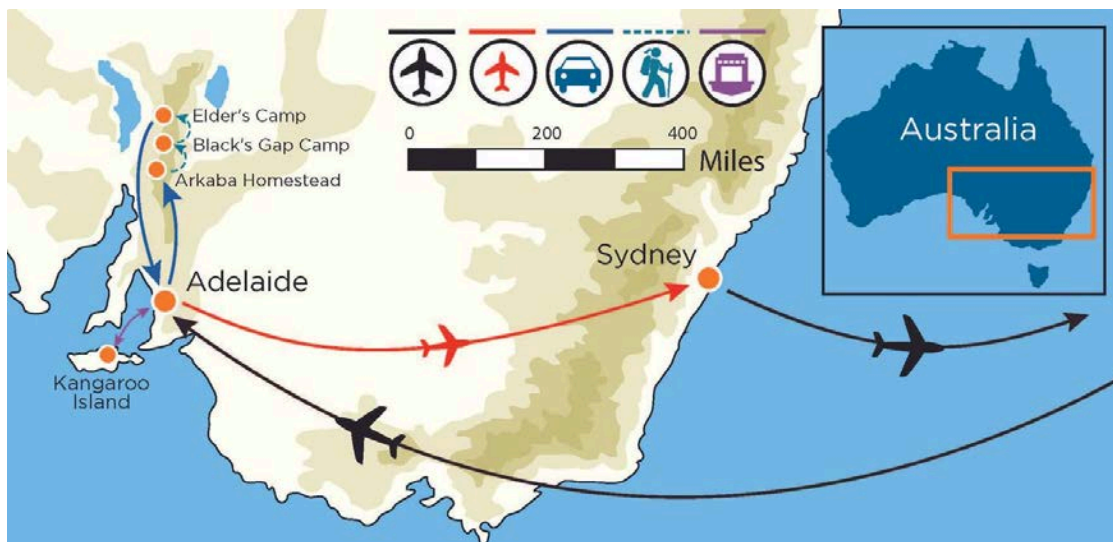 0 200 400
Miles
Australia
Elder's Camp
Black's Gap Camp
Arkaba Homestead
Sydney
Adelaide
Kangaroo
Island